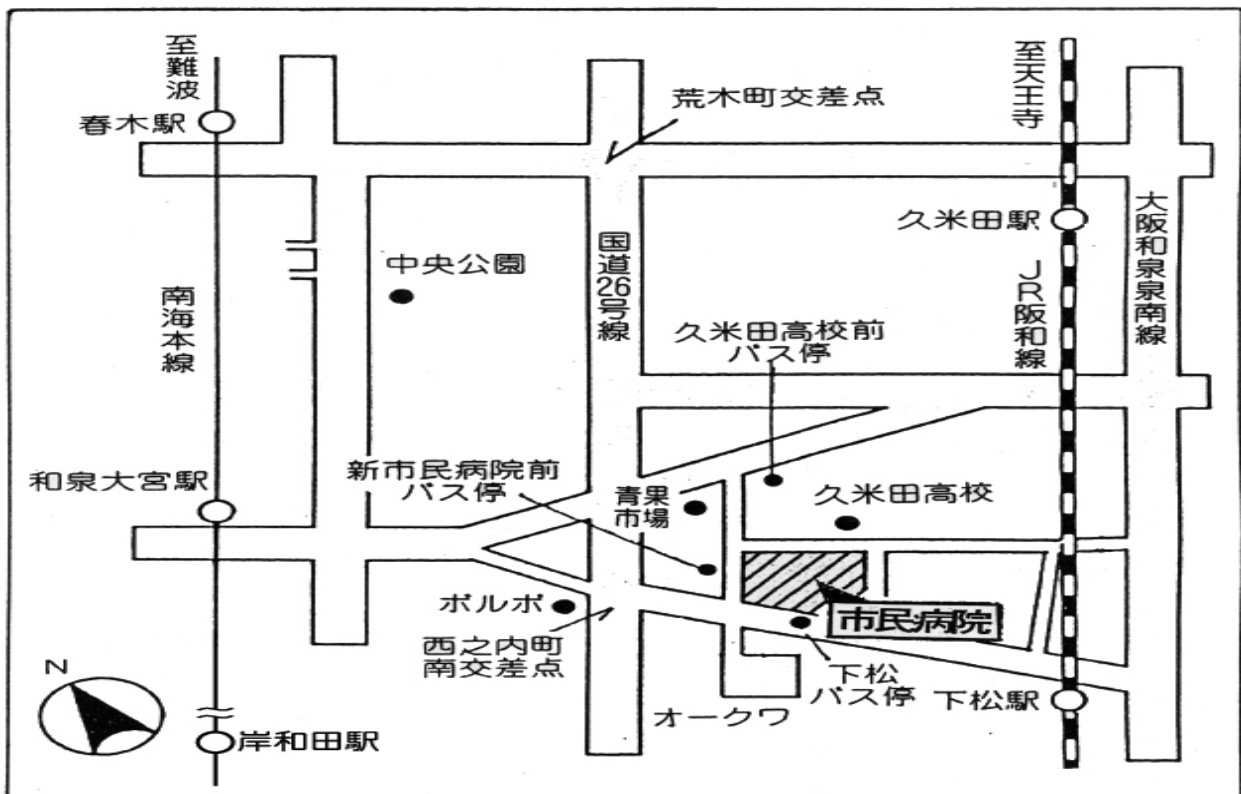 至難波
春木駅
荒木町交差点
至天王寺
久米田駅
大阪和泉泉南線
国道26号線
中央公園
南海本線
JR阪和線
久米田高校前
バス停
和泉大宮駅
新市民病院前
バス停
青果
市場
久米田高校
ボルボ
西之内町
南交差点
市民病院
下松
バス停
下松駅
オークワ
N
岸和田駅